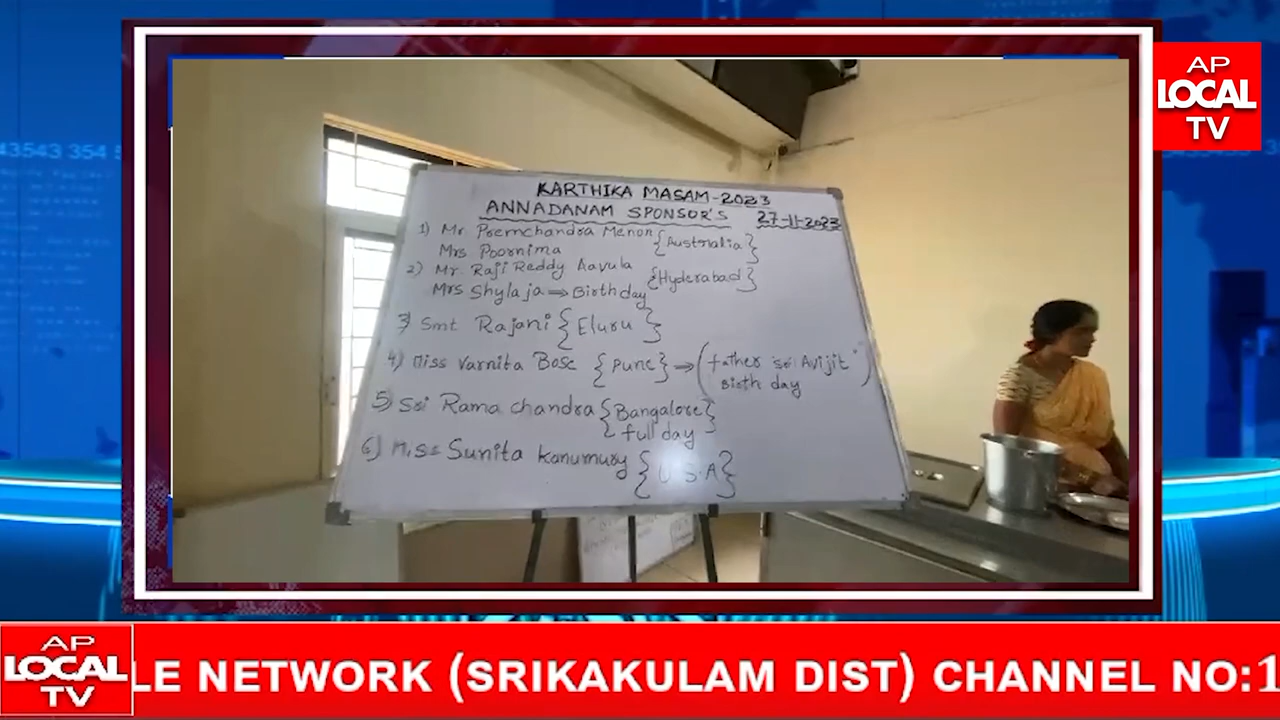 43543 354
AP
LOCAL
TV
KARTHIKA MASAM-2023
ANNADANAM SPONSOR'S 27-11-2023
1) Mr Premchandra Menon {Australia}
Mrs Poornima
2) Mr. Raji Reddy Aavula {Hyderabad}
Mrs Shylaja ⇒ Birthday
3) Smt Rajani {Eluru}
4) Miss Varnita Bose {Pune} → (father "Sri Avijit"
Birth day)
5) Sri Rama chandra {Bangalore
full day}
6) Miss Sunita Kanumury {U.S.A}
AP
LOCAL
TV
LE NETWORK (SRIKAKULAM DIST) CHANNEL NO:1